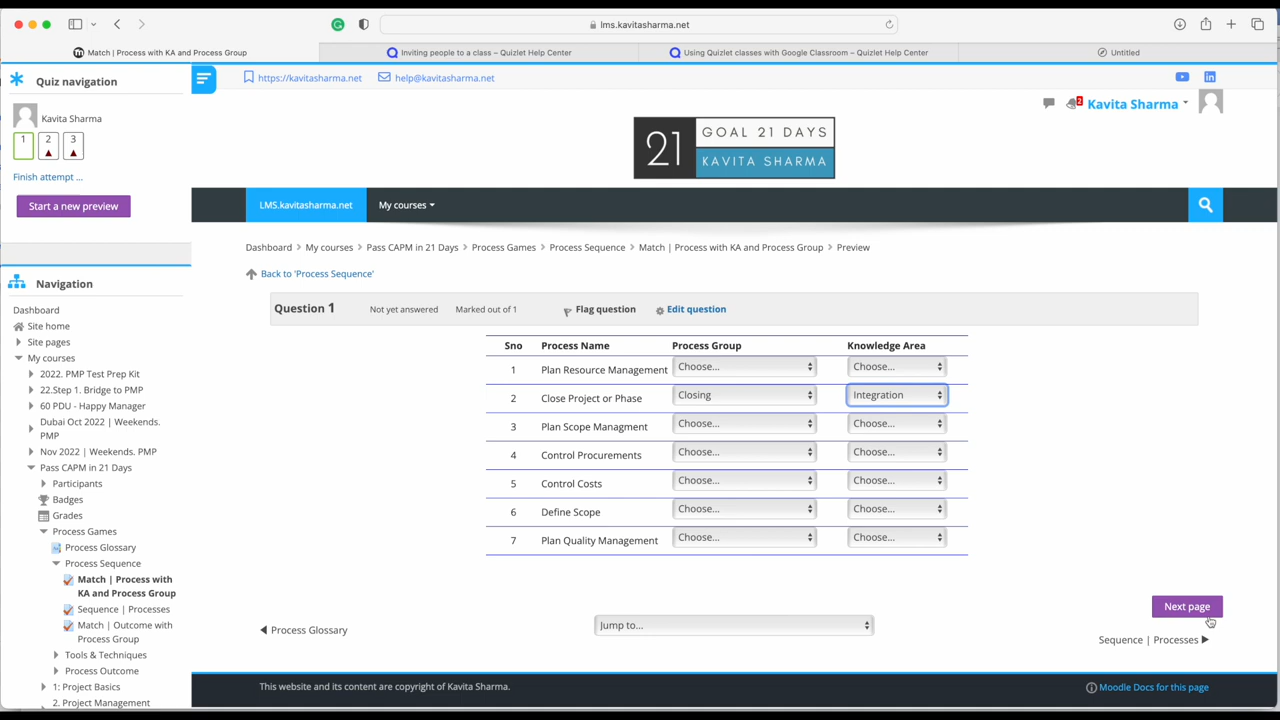 lms.kavitasharma.net
Match | Process with KA and Process Group
Inviting people to a class – Quizlet Help Center
Using Quizlet classes with Google Classroom – Quizlet Help Center
Untitled
Quiz navigation
Kavita Sharma
1 2 3
Finish attempt ...
Start a new preview
Navigation
Dashboard
Site home
Site pages
My courses
2022. PMP Test Prep Kit
22.Step 1. Bridge to PMP
60 PDU - Happy Manager
Dubai Oct 2022 | Weekends.
PMP
Nov 2022 | Weekends. PMP
Pass CAPM in 21 Days
Participants
Badges
Grades
Process Games
Process Glossary
Process Sequence
Match | Process with
KA and Process Group
Sequence | Processes
Match | Outcome with
Process Group
Tools & Techniques
Process Outcome
1: Project Basics
2. Project Management
https://kavitasharma.net help@kavitasharma.net
2 Kavita Sharma
21 GOAL 21 DAYS
KAVITA SHARMA
LMS.kavitasharma.net My courses
Dashboard My courses Pass CAPM in 21 Days Process Games Process Sequence Match | Process with KA and Process Group Preview
Back to 'Process Sequence'
Question 1 Not yet answered Marked out of 1 Flag question Edit question
Sno Process Name Process Group Knowledge Area
1 Plan Resource Management Choose... Choose...
2 Close Project or Phase Closing Integration
3 Plan Scope Managment Choose... Choose...
4 Control Procurements Choose... Choose...
5 Control Costs Choose... Choose...
6 Define Scope Choose... Choose...
7 Plan Quality Management Choose... Choose...
Next page
Process Glossary Jump to... Sequence | Processes
This website and its content are copyright of Kavita Sharma. Moodle Docs for this page